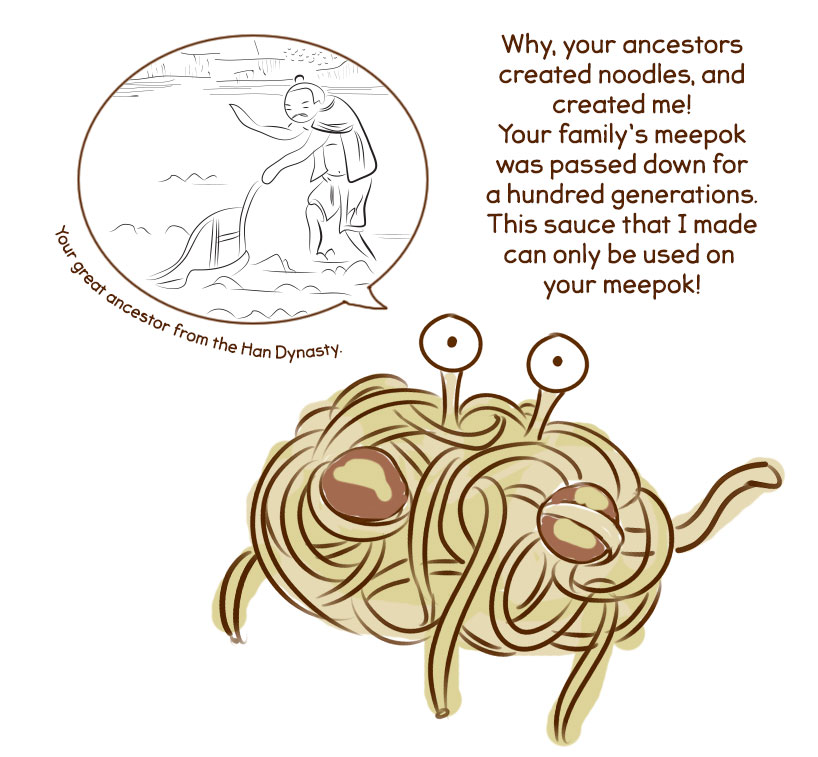 Why, your ancestors
created noodles, and
created me!
Your family's meepok
was passed down for
a hundred generations.
This sauce that I made
can only be used on
your meepok!
Your great ancestor from the Han Dynasty.